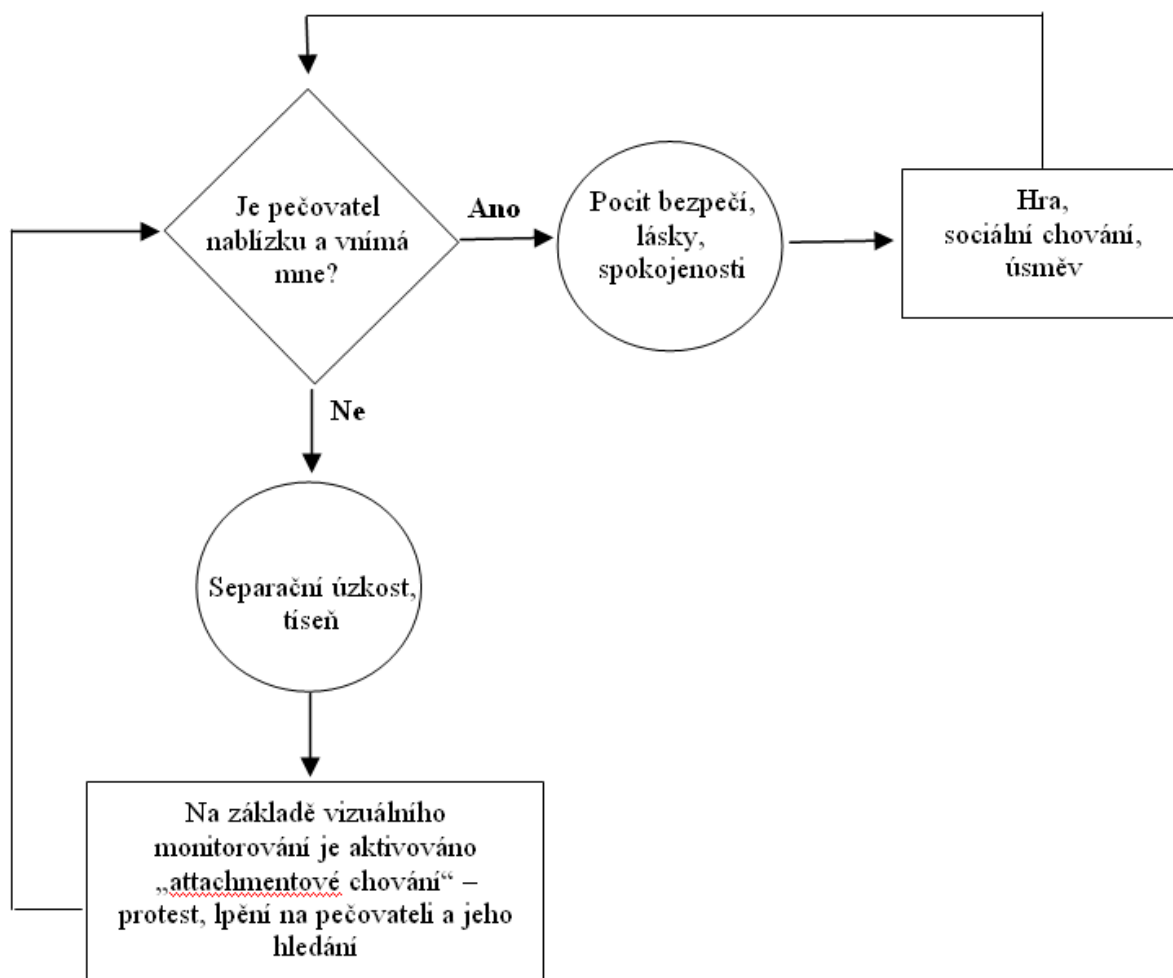 Je pečovatel
nablízku a vnímá
mne?
Ano
Pocit bezpečí,
lásky,
spokojenosti
Hra,
sociální chování,
úsměv
Ne
Separační úzkost,
tíseň
Na základě vizuálního
monitorování je aktivováno
„attachmentové chování“ –
protest, lpění na pečovateli a jeho
hledání